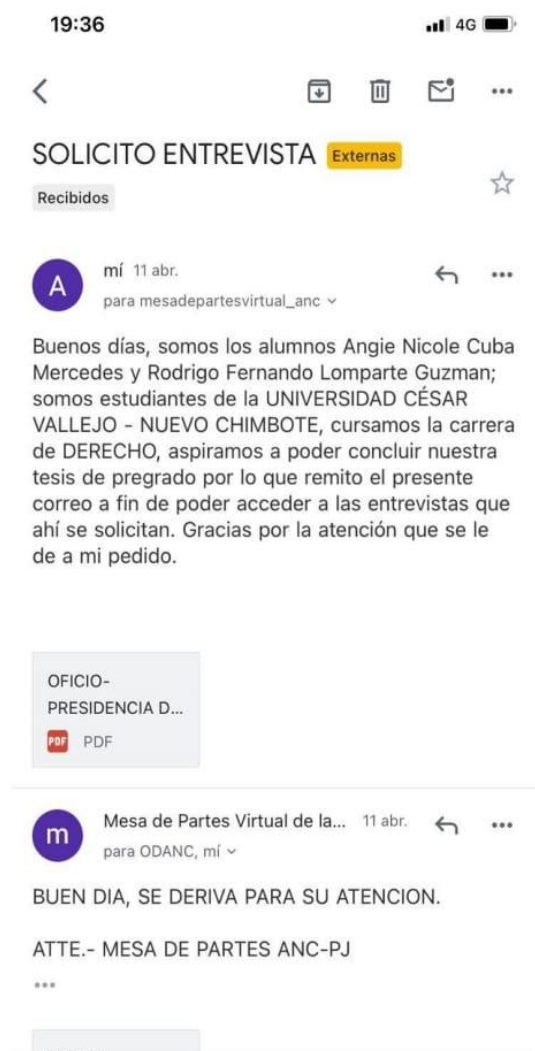 19:36
4G
SOLICITO ENTREVISTA Externas
Recibidos
A
mí 11 abr.
para mesadepartesvirtual_anc
Buenos días, somos los alumnos Angie Nicole Cuba
Mercedes y Rodrigo Fernando Lomparte Guzman;
somos estudiantes de la UNIVERSIDAD CÉSAR
VALLEJO - NUEVO CHIMBOTE, cursamos la carrera
de DERECHO, aspiramos a poder concluir nuestra
tesis de pregrado por lo que remito el presente
correo a fin de poder acceder a las entrevistas que
ahí se solicitan. Gracias por la atención que se le
de a mi pedido.
OFICIO-
PRESIDENCIA D...
PDF PDF
m
Mesa de Partes Virtual de la... 11 abr.
para ODANC, mí
BUEN DIA, SE DERIVA PARA SU ATENCION.
ATTE.- MESA DE PARTES ANC-PJ